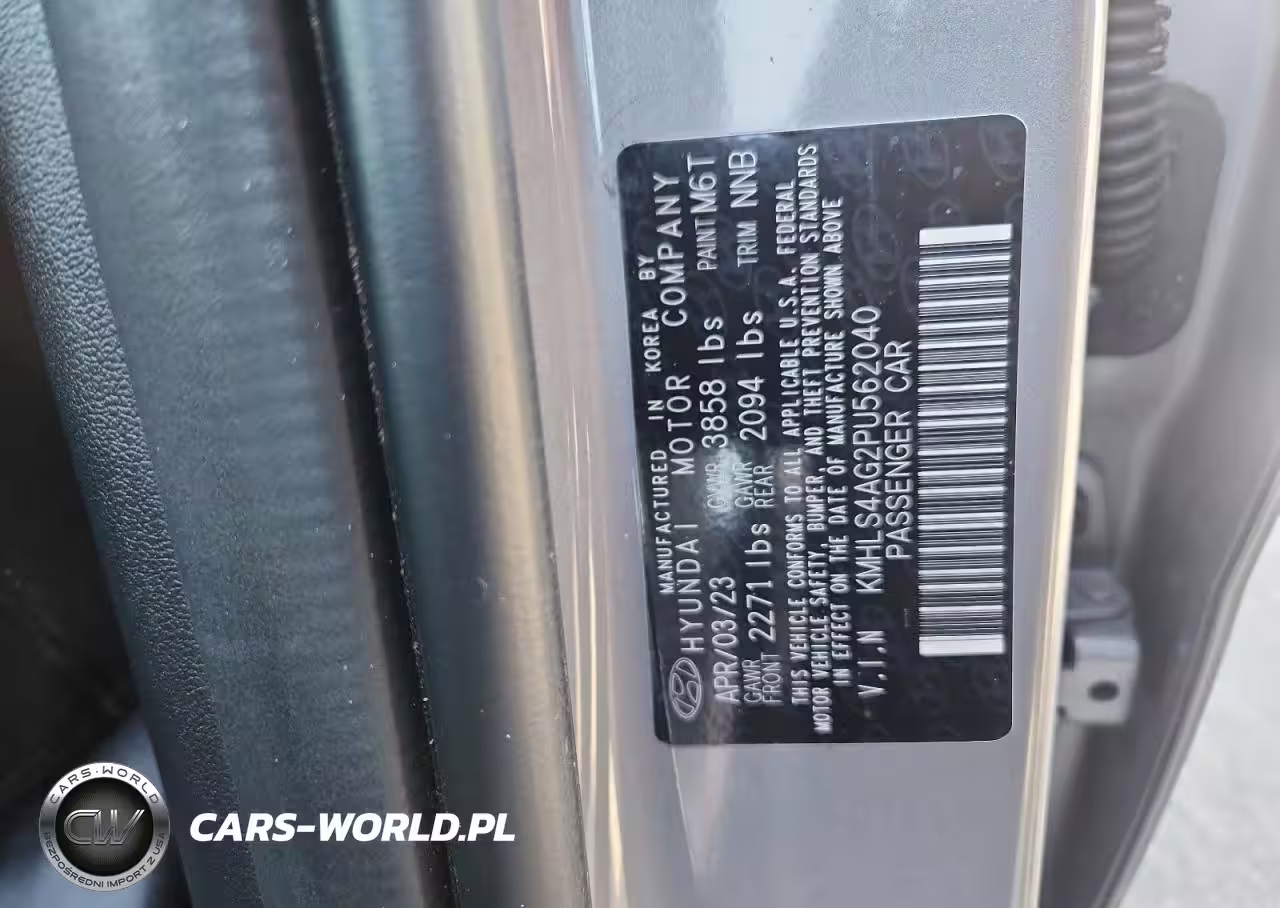 MANUFACTURED IN KOREA BY
HYUNDAI MOTOR COMPANY
APR/03/23 GVWR 3858 lbs PAINT M6T
GAWR FRONT 2271 lbs GAWR REAR 2094 lbs TRIM NNB
THIS VEHICLE CONFORMS TO ALL APPLICABLE U.S.A. FEDERAL
MOTOR VEHICLE SAFETY, BUMPER, AND THEFT PREVENTION STANDARDS
IN EFFECT ON THE DATE OF MANUFACTURE SHOWN ABOVE
V.I.N KMHLS4AG2PU562040
PASSENGER CAR
CARS-WORLD
CW
BEZPOŚREDNI IMPORT Z USA
CARS-WORLD.PL